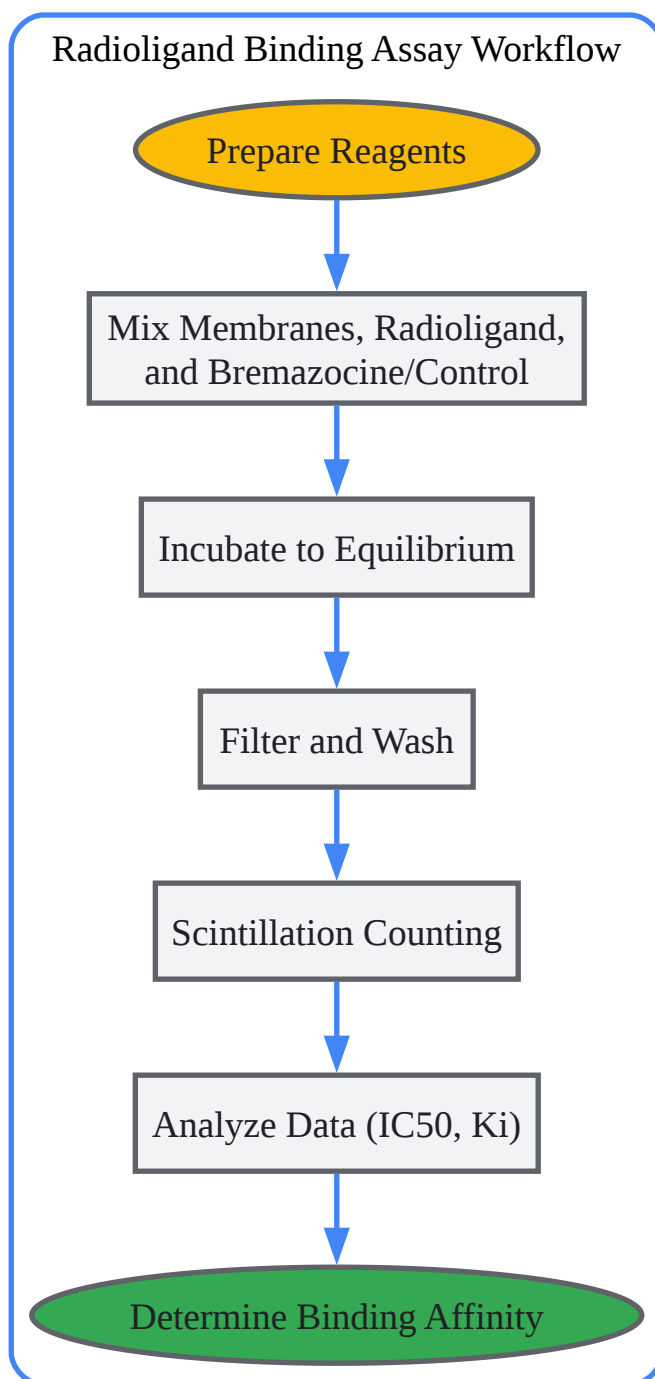 Radioligand Binding Assay Workflow
Prepare Reagents
Mix Membranes, Radioligand,
and Bremazocine/Control
Incubate to Equilibrium
Filter and Wash
Scintillation Counting
Analyze Data (IC50, Ki)
Determine Binding Affinity